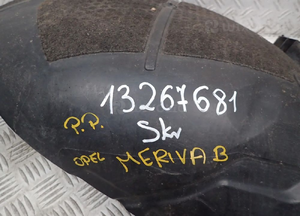 13267681
P.P. Skv
OPEL MERIVA B